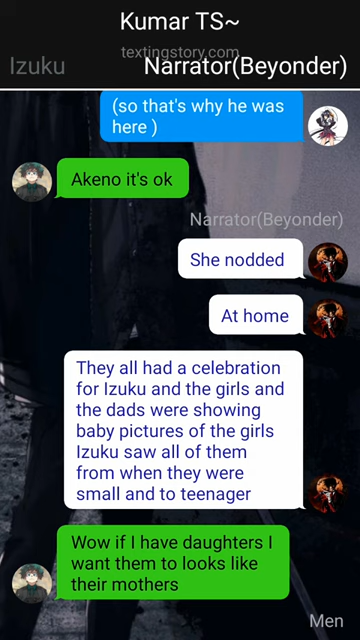 Kumar TS~
textingstory.com
Izuku
Narrator(Beyonder)
(so that's why he was
here )
Akeno it's ok
Narrator(Beyonder)
She nodded
At home
They all had a celebration
for Izuku and the girls and
the dads were showing
baby pictures of the girls
Izuku saw all of them
from when they were
small and to teenager
Wow if I have daughters I
want them to looks like
their mothers
Men